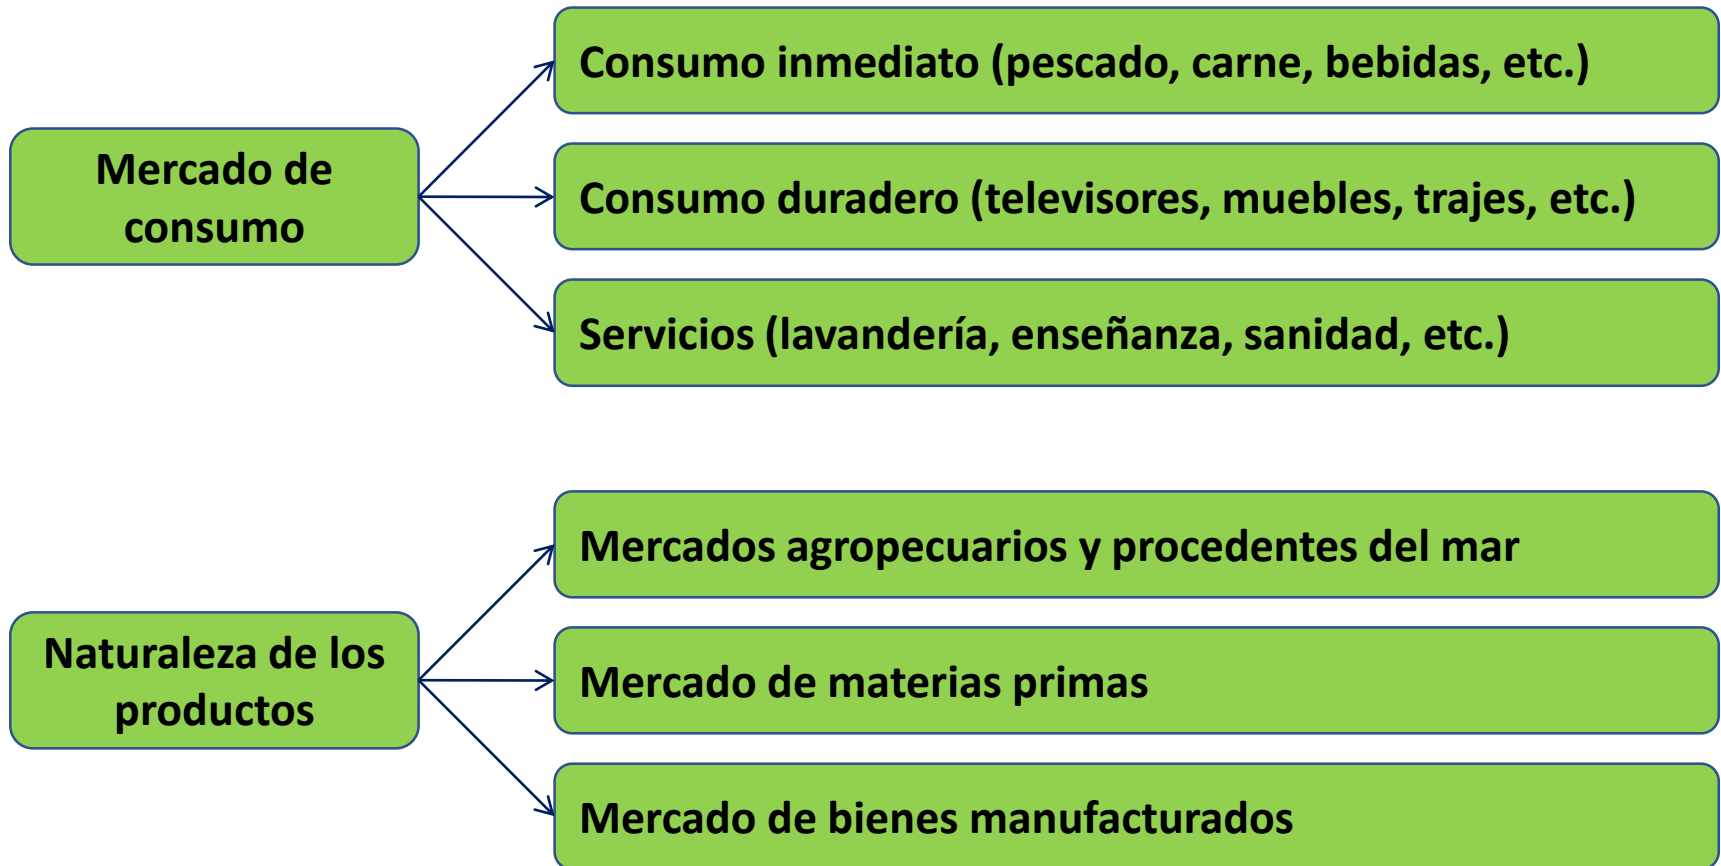 Mercado de
consumo
Consumo inmediato (pescado, carne, bebidas, etc.)
Consumo duradero (televisores, muebles, trajes, etc.)
Servicios (lavandería, enseñanza, sanidad, etc.)
Naturaleza de los
productos
Mercados agropecuarios y procedentes del mar
Mercado de materias primas
Mercado de bienes manufacturados